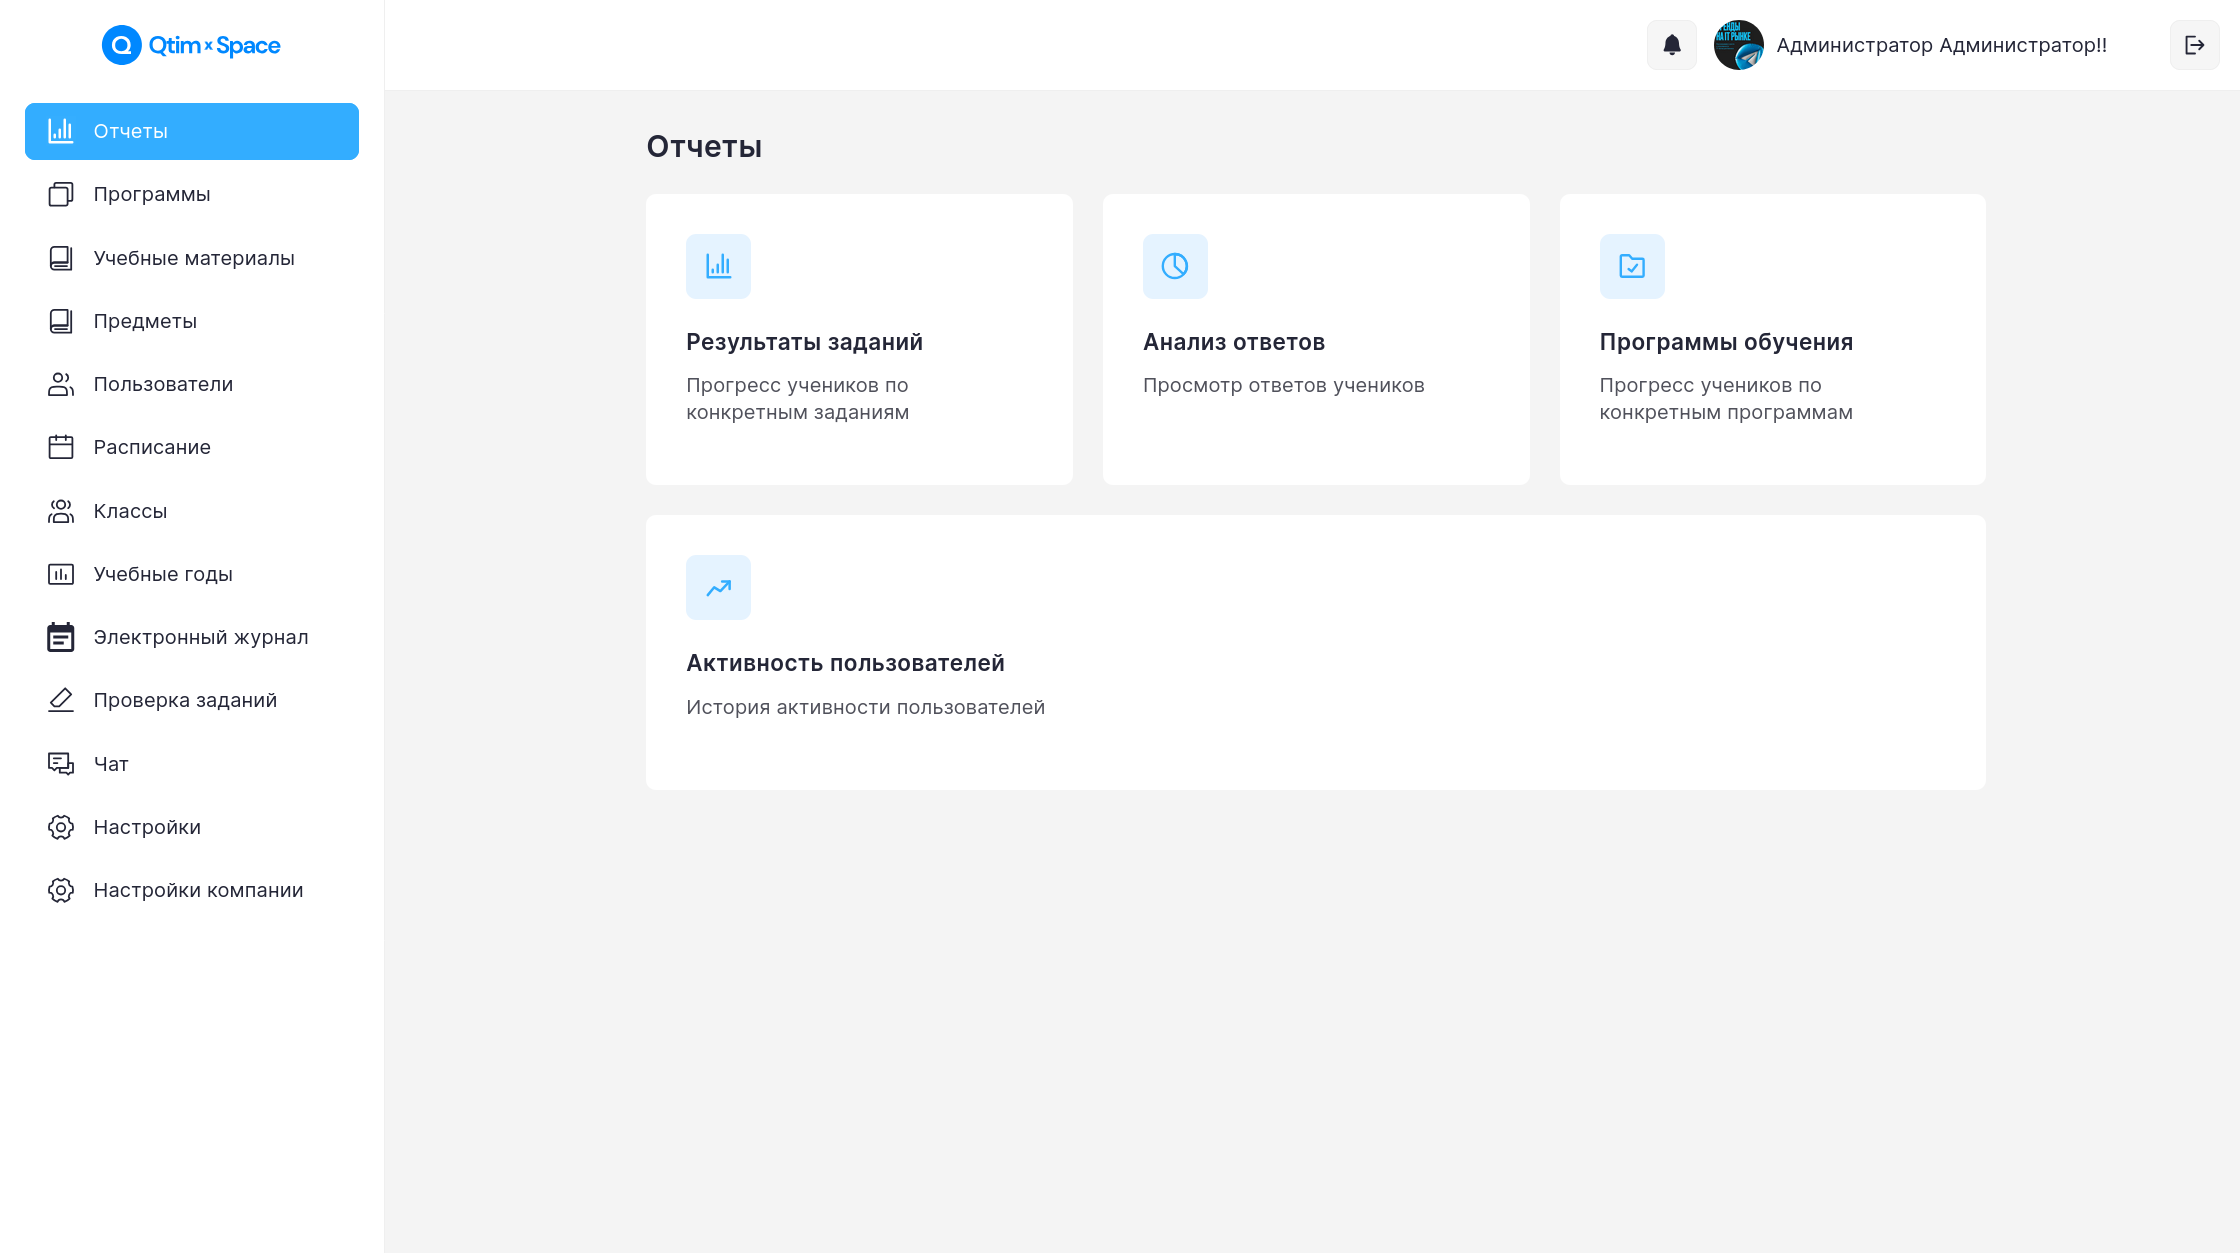 Qtim × Space
Администратор Администратор!!
Отчеты
Программы
Учебные материалы
Предметы
Пользователи
Расписание
Классы
Учебные годы
Электронный журнал
Проверка заданий
Чат
Настройки
Настройки компании
Отчеты
Результаты заданий
Прогресс учеников по
конкретным заданиям
Анализ ответов
Просмотр ответов учеников
Программы обучения
Прогресс учеников по
конкретным программам
Активность пользователей
История активности пользователей